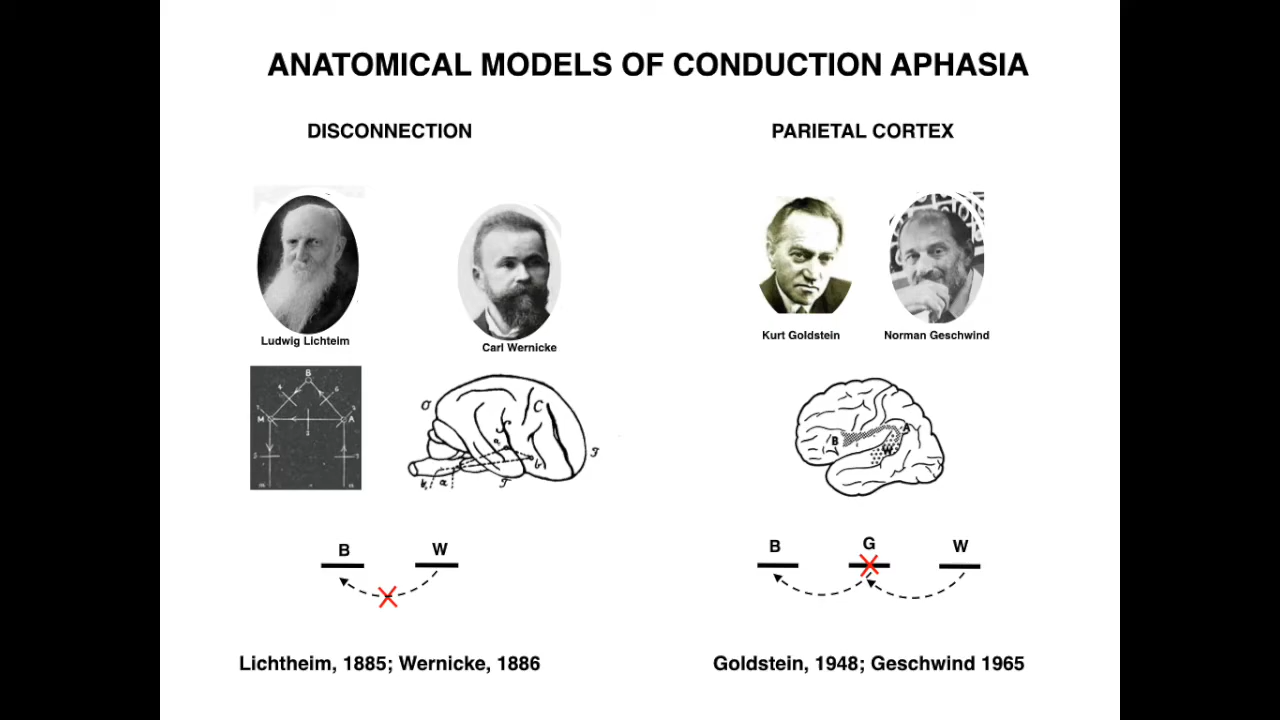 ANATOMICAL MODELS OF CONDUCTION APHASIA
DISCONNECTION
PARIETAL CORTEX
Ludwig Lichteim
Carl Wernicke
Kurt Goldstein
Norman Geschwind
B
M A
C
B A
W
B W
B G W
Lichtheim, 1885; Wernicke, 1886
Goldstein, 1948; Geschwind 1965